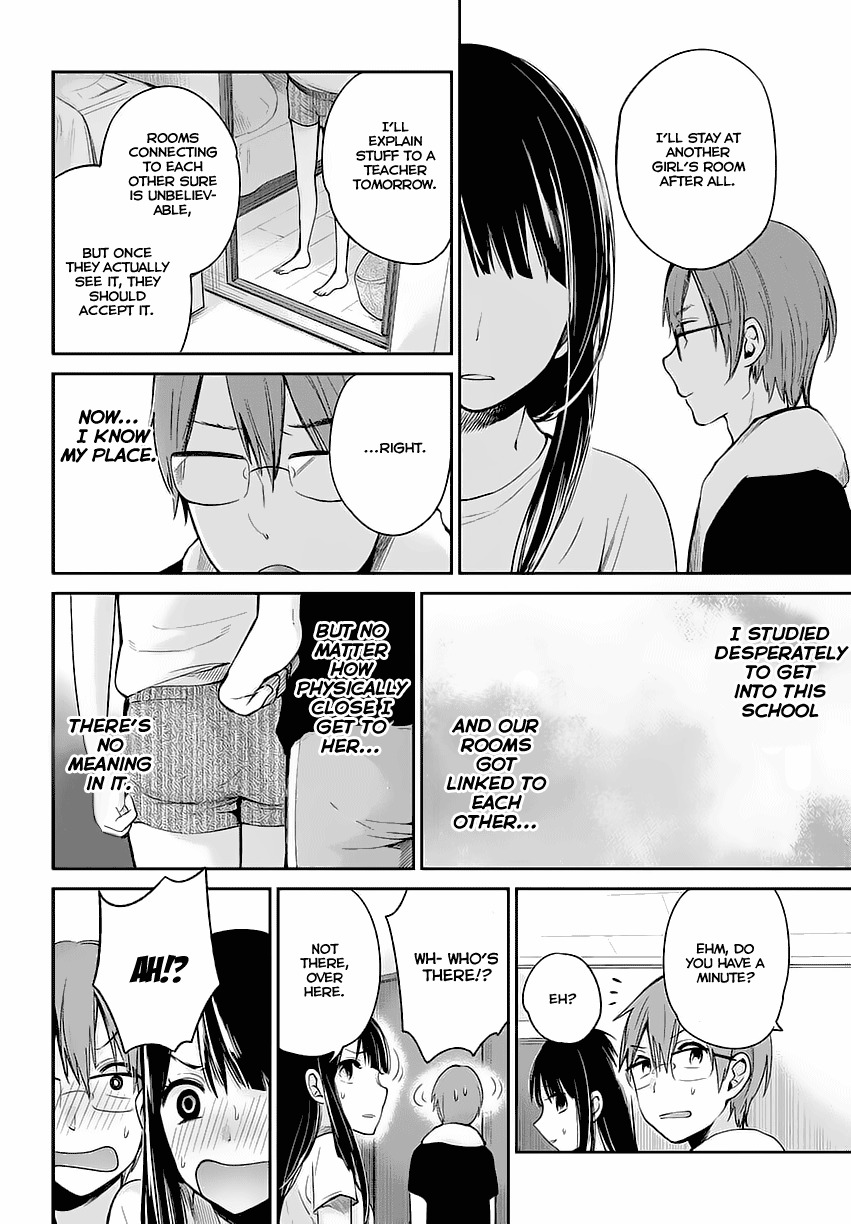 I'LL STAY AT
ANOTHER
GIRL'S ROOM
AFTER ALL.
I'LL
EXPLAIN
STUFF TO A
TEACHER
TOMORROW.
ROOMS
CONNECTING TO
EACH
OTHER SURE
IS UNBELIEV-
ABLE,
BUT ONCE
THEY ACTUALLY
SEE IT, THEY
SHOULD
ACCEPT IT.
...RIGHT.
NOW...
I KNOW
MY PLACE.
I STUDIED
DESPERATELY
TO GET
INTO THIS
SCHOOL
AND OUR
ROOMS
GOT
LINKED TO
EACH
OTHER...
BUT NO
MATTER
HOW
PHYSICALLY
CLOSE I
GET TO
HER...
THERE'S
NO
MEANING
IN IT.
EHM, DO
YOU HAVE A
MINUTE?
EH?
WH- WHO'S
THERE!?
NOT
THERE,
OVER
HERE.
AH!?